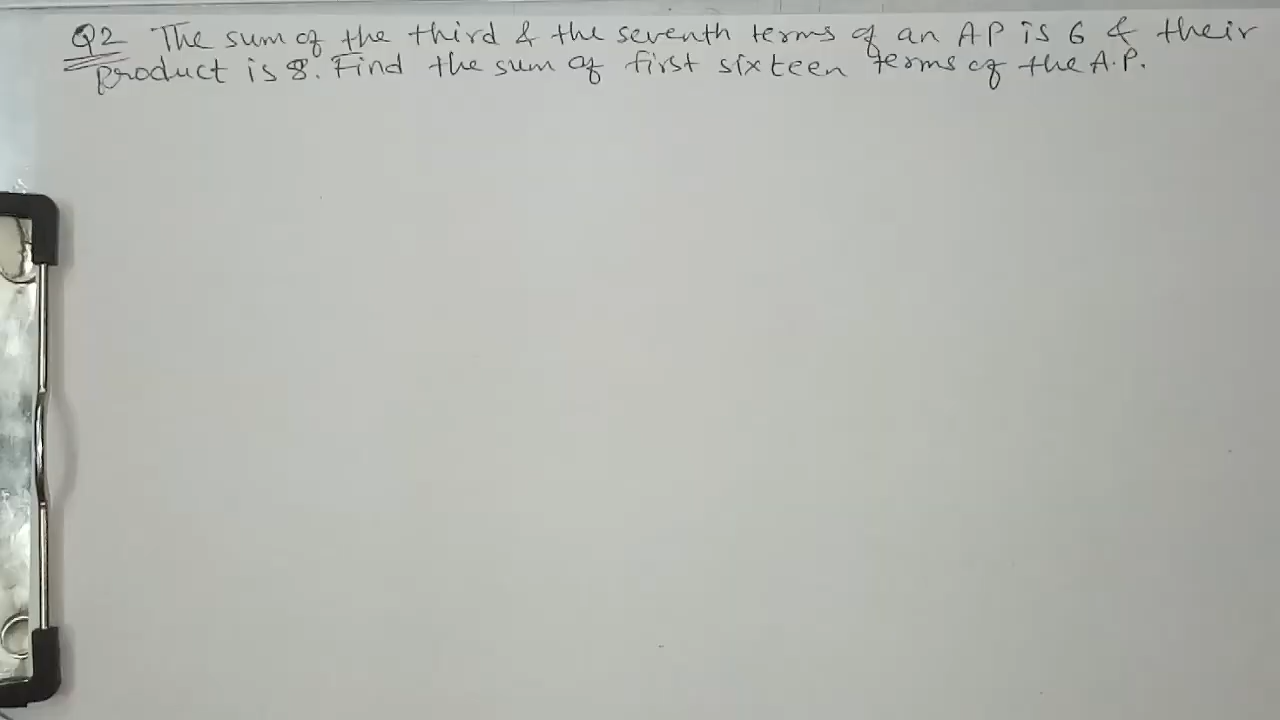 Q2 The sum of the third & the seventh terms of an AP is 6 & their
product is 8. Find the sum of first sixteen terms of the A.P.